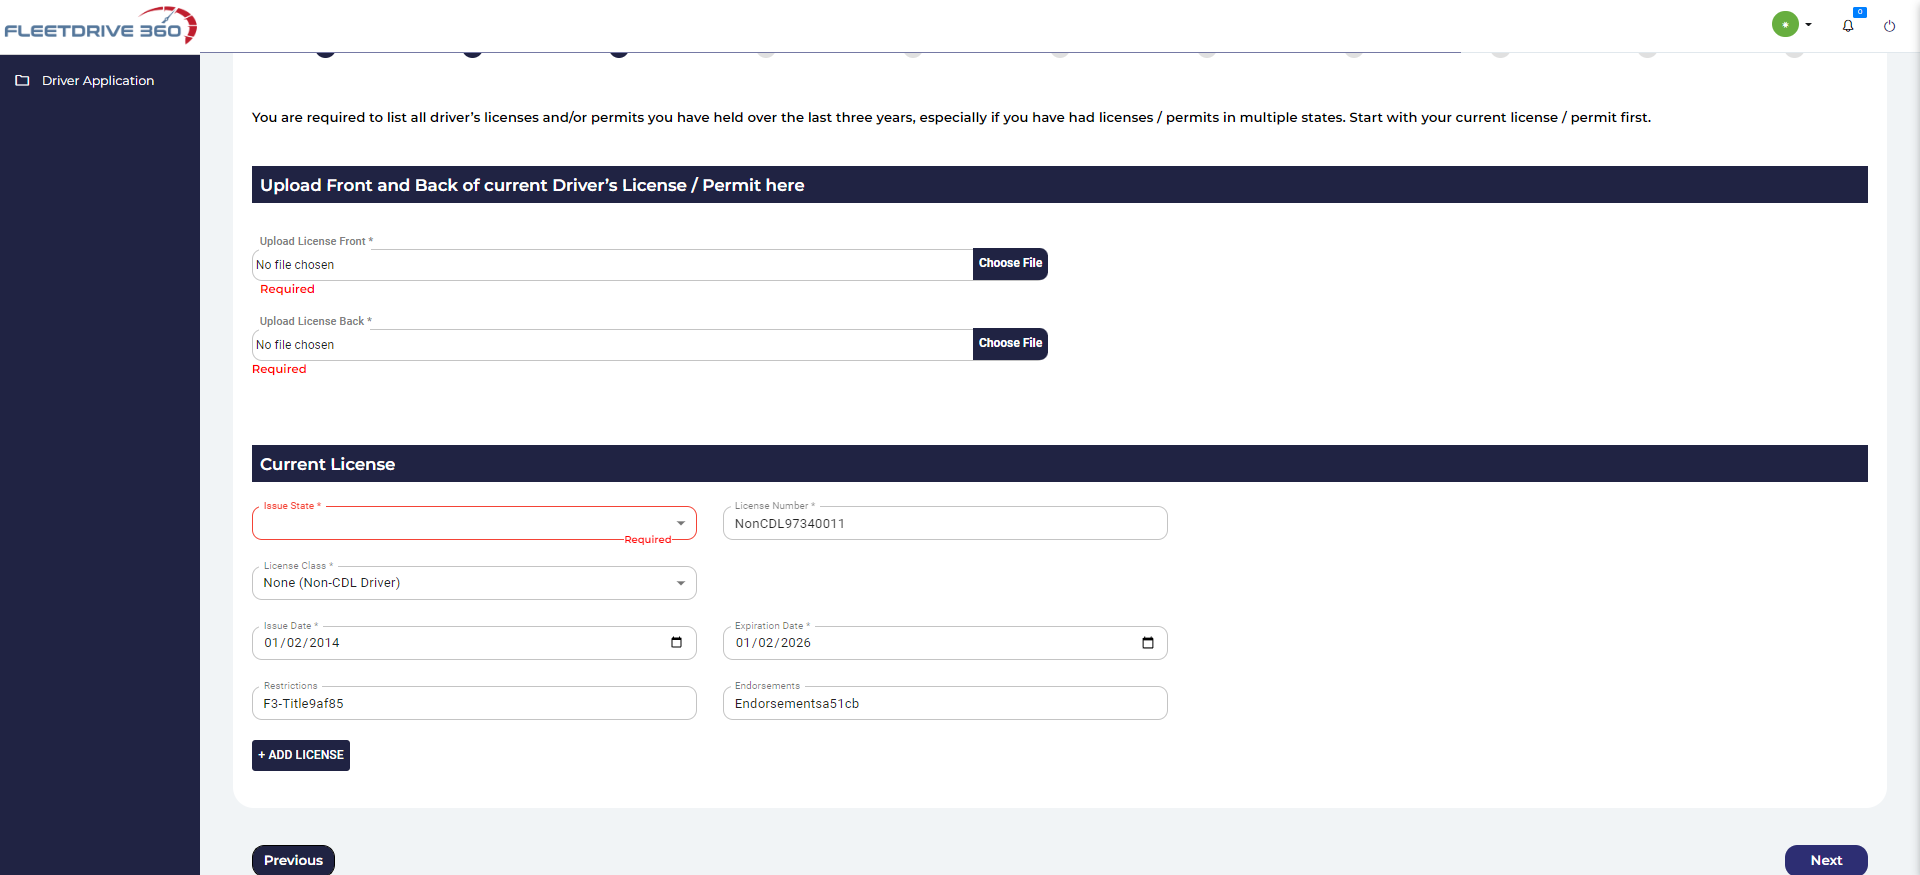 FLEETDRIVE 360
0
Driver Application
You are required to list all driver's licenses and/or permits you have held over the last three years, especially if you have had licenses / permits in multiple states. Start with your current license / permit first.
Upload Front and Back of current Driver's License / Permit here
Upload License Front *
No file chosen
Choose File
Required
Upload License Back *
No file chosen
Choose File
Required
Current License
Issue State *
Required
License Number *
NonCDL97340011
License Class *
None (Non-CDL Driver)
Issue Date *
01/02/2014
Expiration Date *
01/02/2026
Restrictions
F3-Title9af85
Endorsements
Endorsementsa51cb
+ ADD LICENSE
Previous
Next